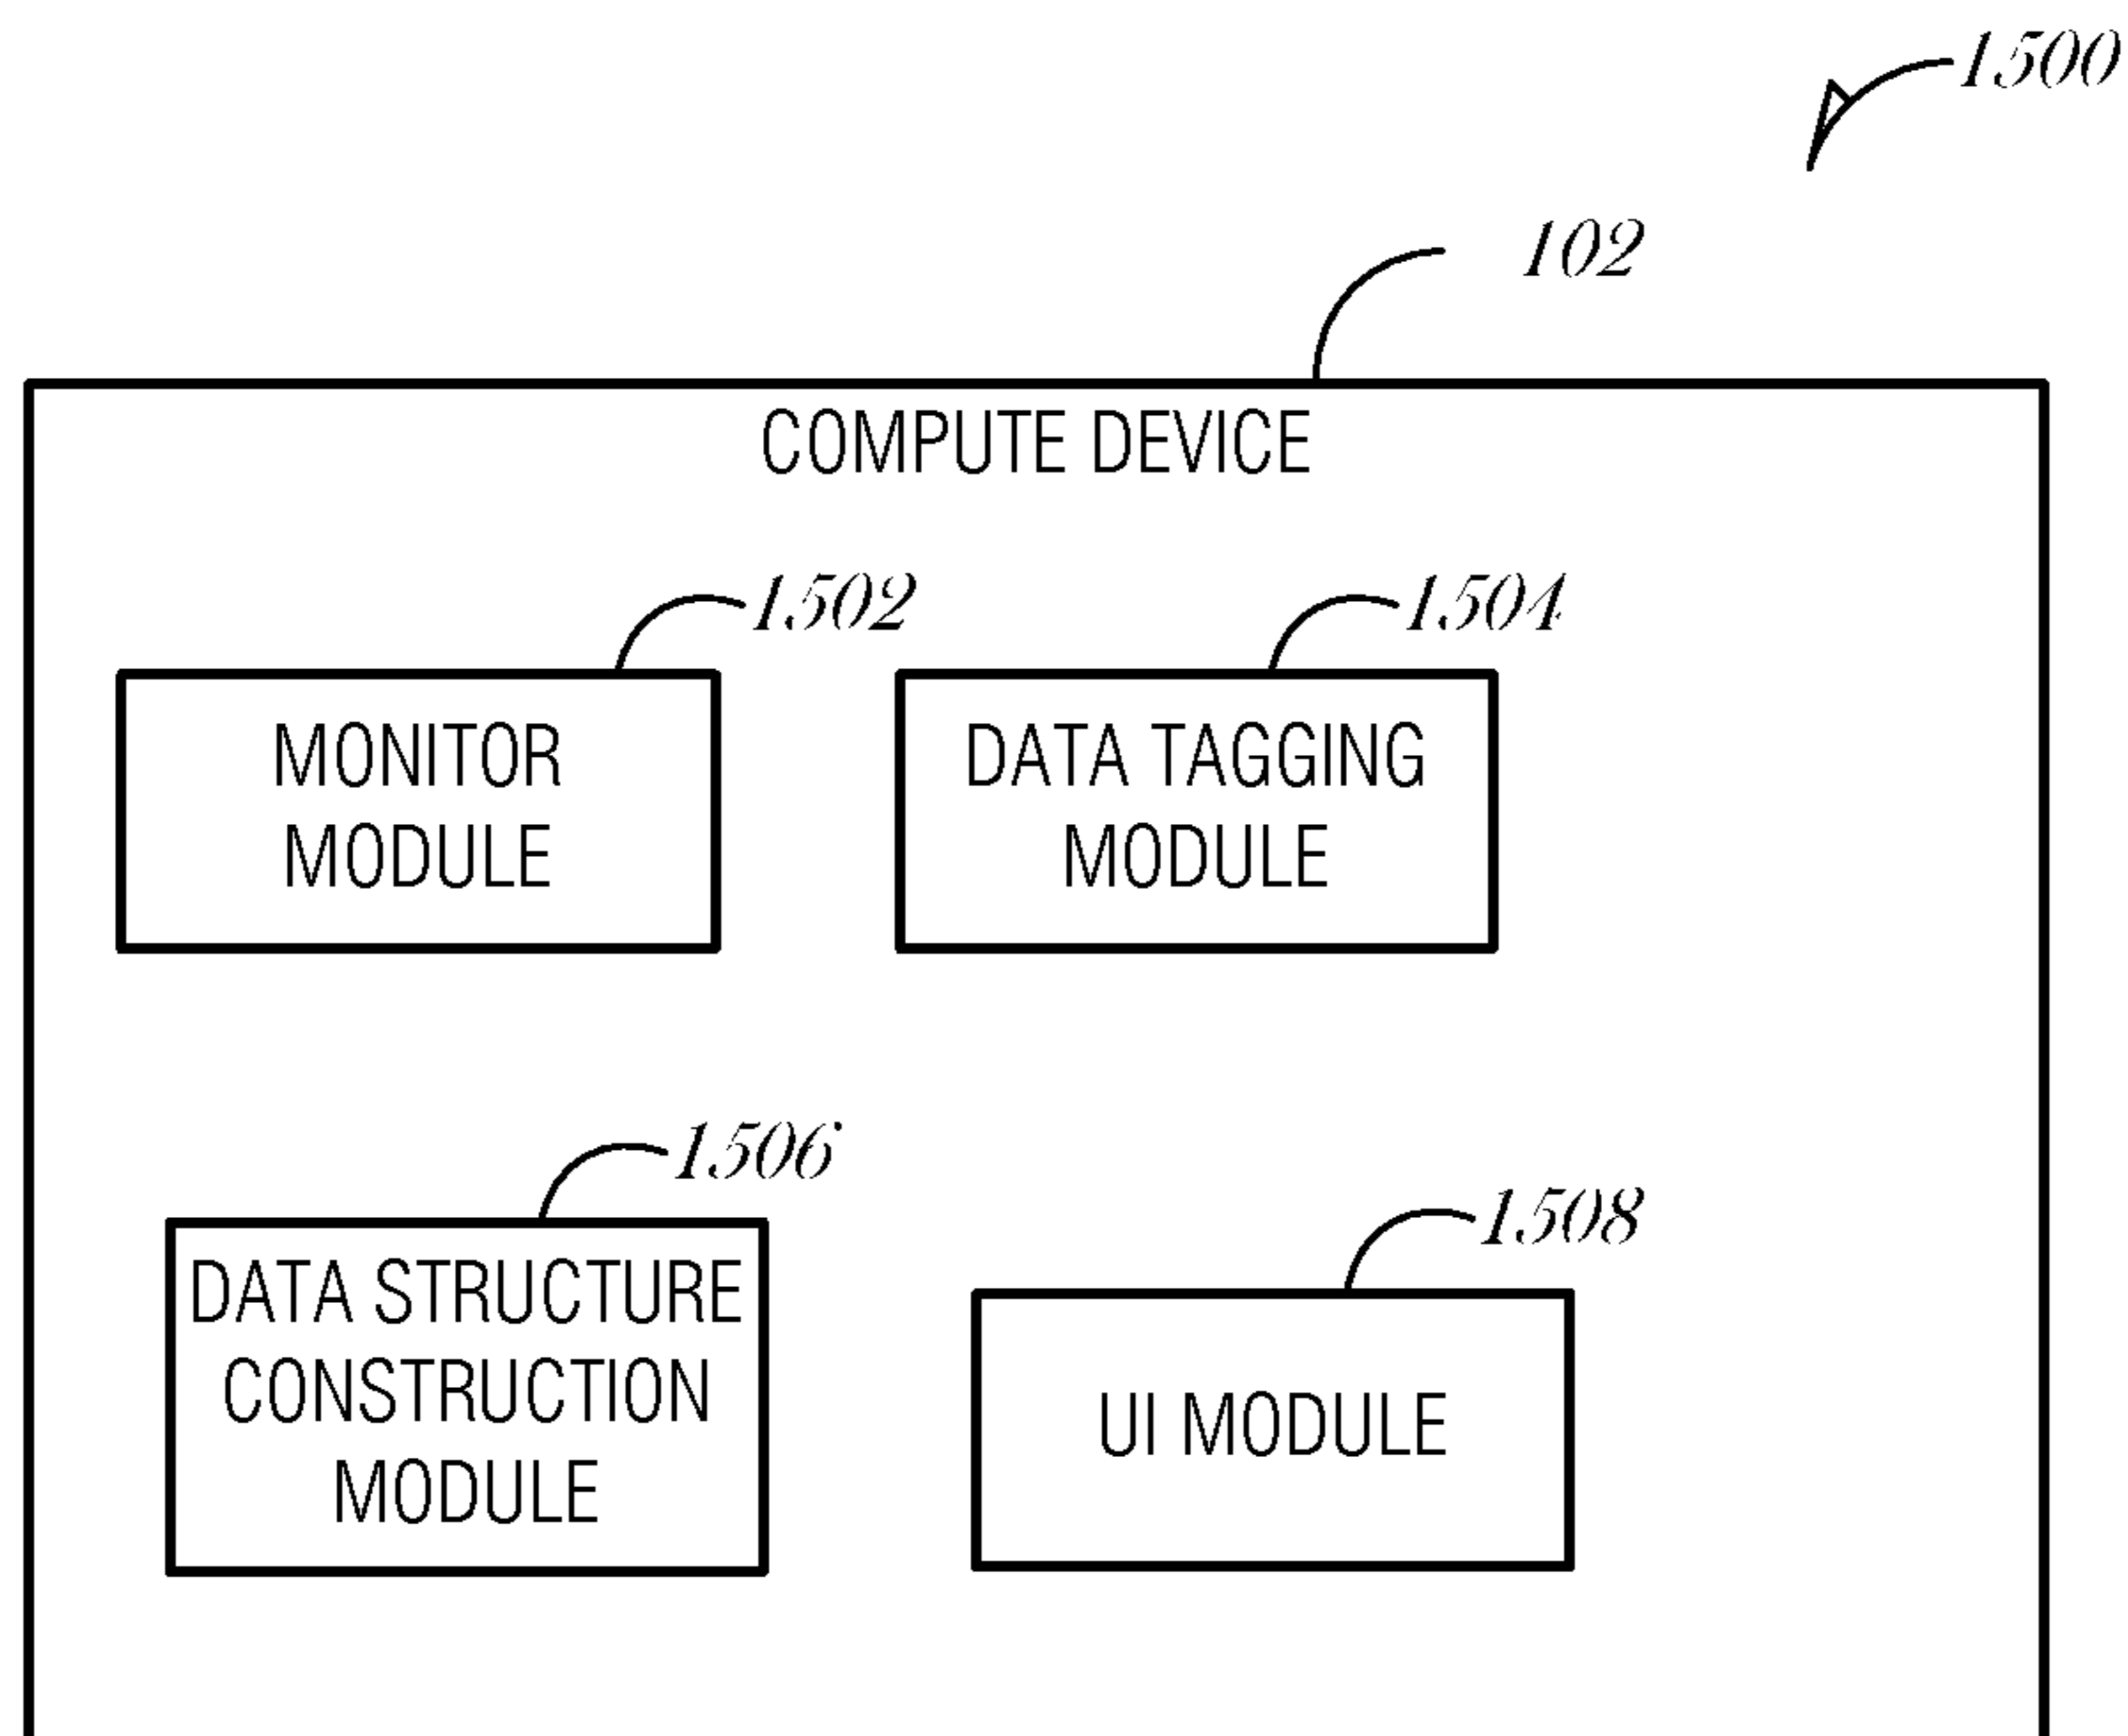 1500
102
COMPUTE DEVICE
1502
1504
MONITOR
MODULE
DATA TAGGING
MODULE
1506
1508
DATA STRUCTURE
CONSTRUCTION
MODULE
UI MODULE